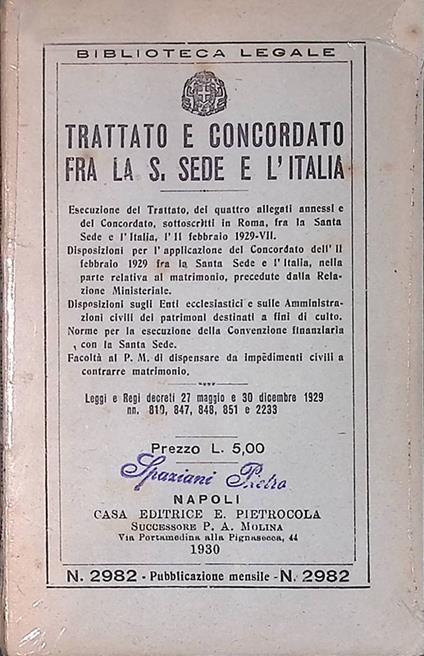 BIBLIOTECA LEGALE
TRATTATO E CONCORDATO
FRA LA S. SEDE E L'ITALIA
Esecuzione del Trattato, dei quattro allegati annessi e
del Concordato, sottoscritti in Roma, fra la Santa
Sede e l'Italia, l'11 febbraio 1929-VII.
Disposizioni per l'applicazione del Concordato dell'11
febbraio 1929 fra la Santa Sede e l'Italia, nella
parte relativa al matrimonio, precedute dalla Rela-
zione Ministeriale.
Disposizioni sugli Enti ecclesiastici e sulle Amministra-
zioni civili dei patrimoni destinati a fini di culto.
Norme per la esecuzione della Convenzione finanziaria
con la Santa Sede.
Facoltà al P. M. di dispensare da impedimenti civili a
contrarre matrimonio.
Leggi e Regi decreti 27 maggio e 30 dicembre 1929
nn. 810, 847, 848, 851 e 2233
Prezzo L. 5,00
Spaziani Pietro
NAPOLI
CASA EDITRICE E. PIETROCOLA
SUCCESSORE P. A. MOLINA
Via Portamedina alla Pignasecca, 44
1930
N. 2982 - Pubblicazione mensile - N. 2982